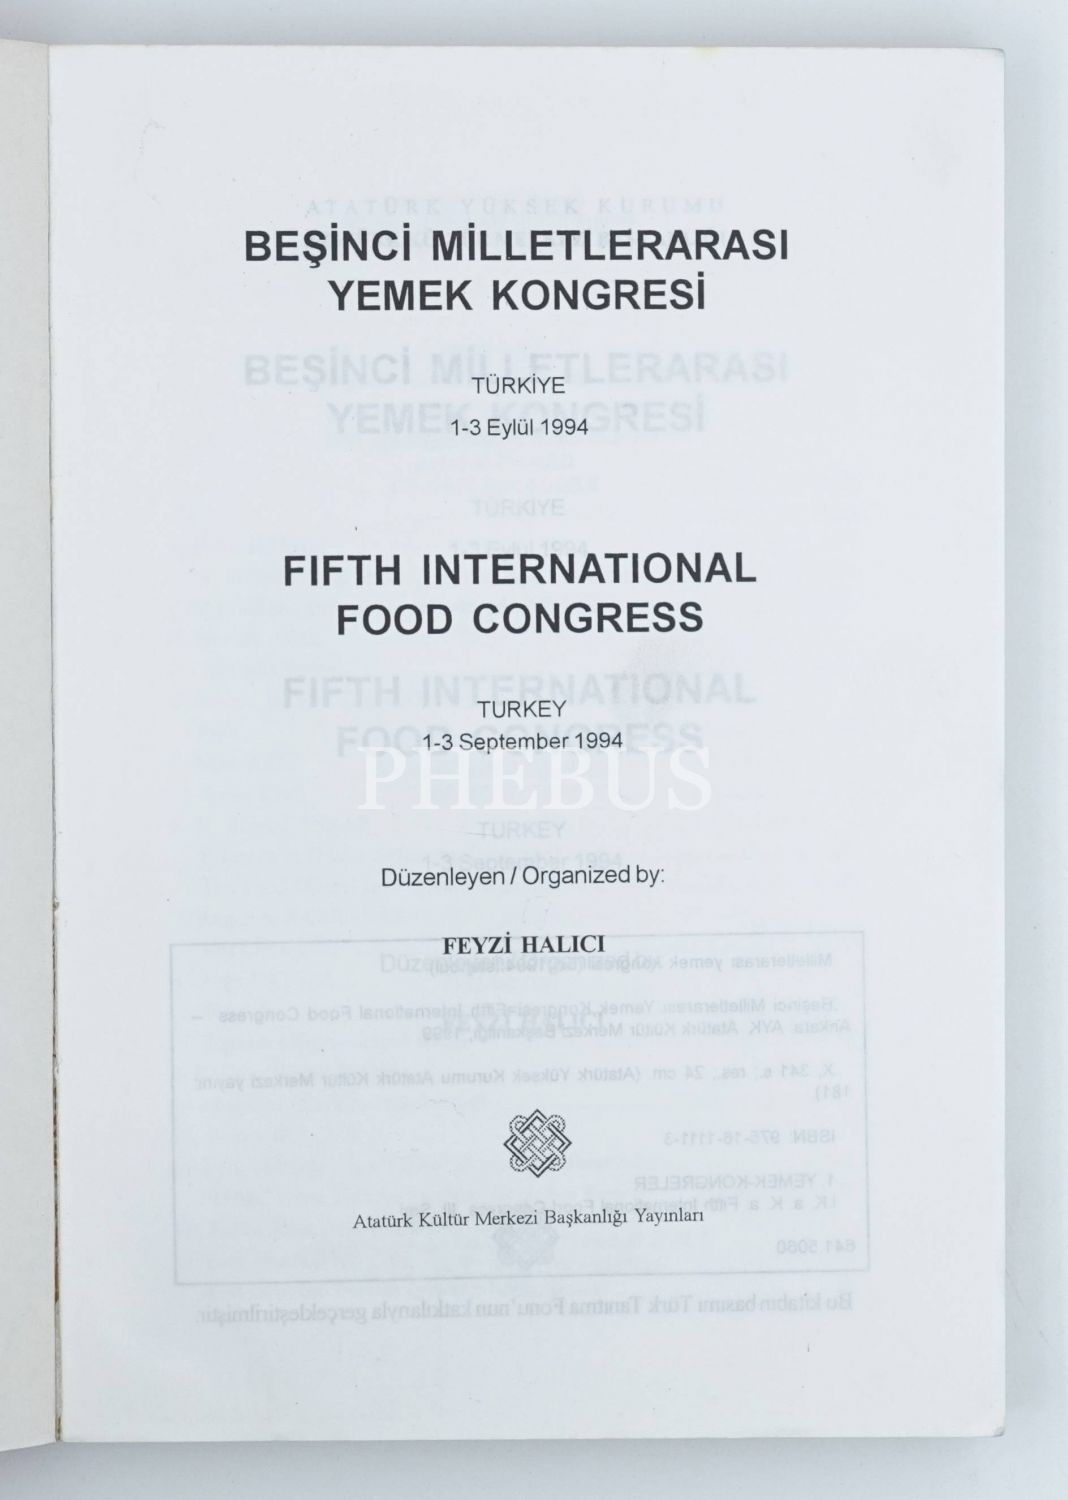 BEŞİNCİ MİLLETLERARASI
YEMEK KONGRESİ
TÜRKİYE
1-3 Eylül 1994
FIFTH INTERNATIONAL
FOOD CONGRESS
TURKEY
1-3 September 1994
PHEBUS
Düzenleyen / Organized by:
FEYZİ HALICI
Atatürk Kültür Merkezi Başkanlığı Yayınları